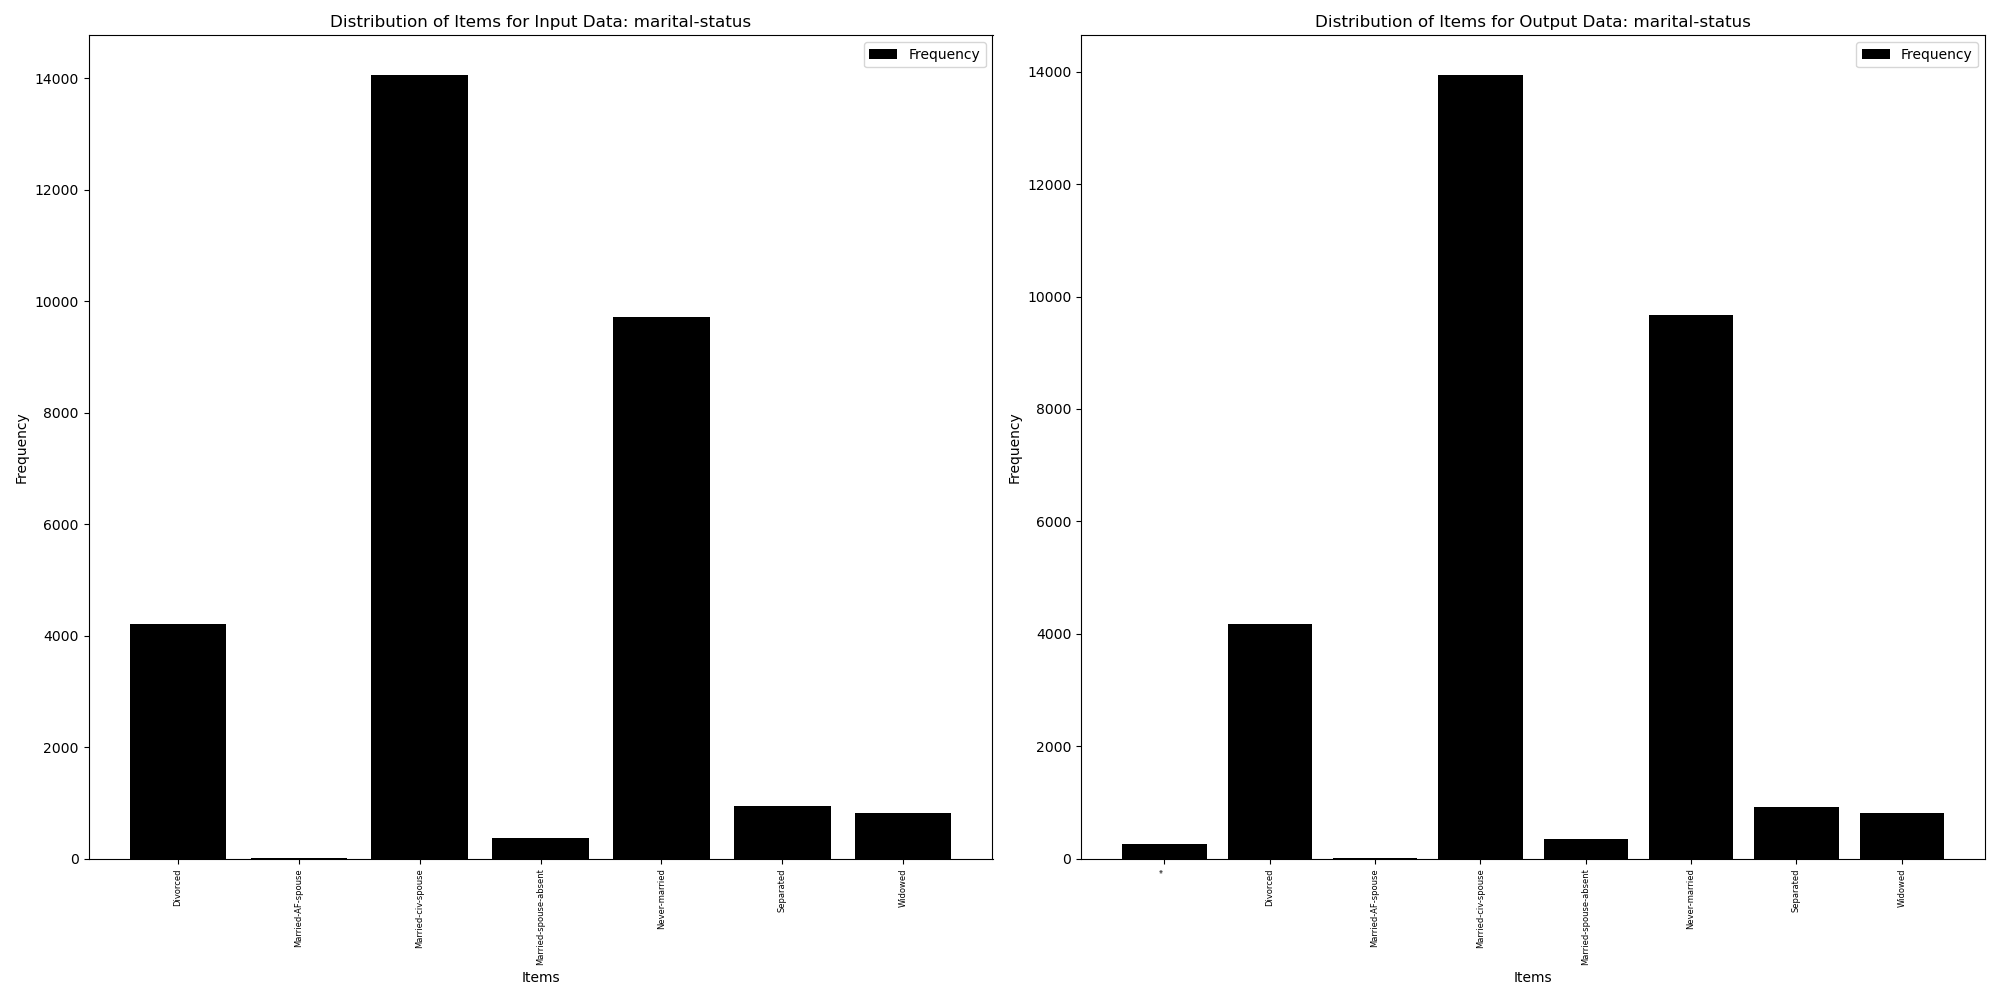 Distribution of Items for Input Data: marital-status
Frequency
14000
12000
10000
8000
6000
4000
2000
0
Frequency
Divorced
Married-AF-spouse
Married-civ-spouse
Married-spouse-absent
Never-married
Separated
Widowed
Items
Distribution of Items for Output Data: marital-status
Frequency
14000
12000
10000
8000
6000
4000
2000
0
Frequency
*
Divorced
Married-AF-spouse
Married-civ-spouse
Married-spouse-absent
Never-married
Separated
Widowed
Items